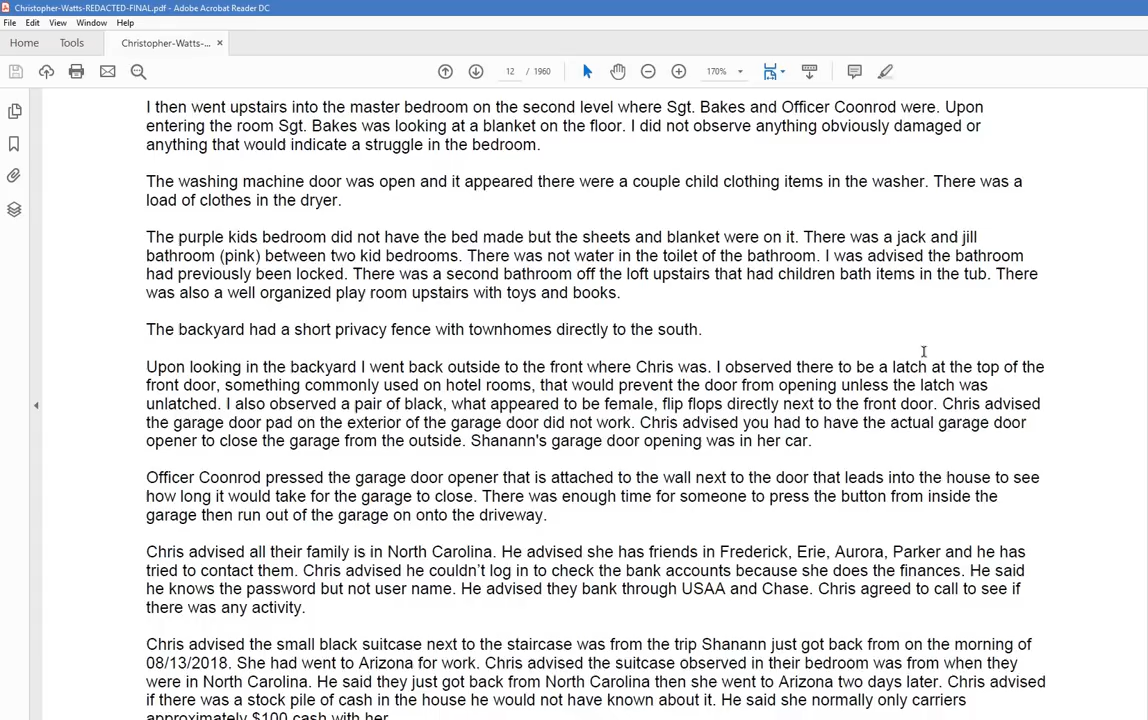 Christopher-Watts-REDACTED-FINAL.pdf - Adobe Acrobat Reader DC
File Edit View Window Help
Home Tools Christopher-Watts-... ×
12 / 1960 170%
I then went upstairs into the master bedroom on the second level where Sgt. Bakes and Officer Coonrod were. Upon
entering the room Sgt. Bakes was looking at a blanket on the floor. I did not observe anything obviously damaged or
anything that would indicate a struggle in the bedroom.
The washing machine door was open and it appeared there were a couple child clothing items in the washer. There was a
load of clothes in the dryer.
The purple kids bedroom did not have the bed made but the sheets and blanket were on it. There was a jack and jill
bathroom (pink) between two kid bedrooms. There was not water in the toilet of the bathroom. I was advised the bathroom
had previously been locked. There was a second bathroom off the loft upstairs that had children bath items in the tub. There
was also a well organized play room upstairs with toys and books.
The backyard had a short privacy fence with townhomes directly to the south.
Upon looking in the backyard I went back outside to the front where Chris was. I observed there to be a latch at the top of the
front door, something commonly used on hotel rooms, that would prevent the door from opening unless the latch was
unlatched. I also observed a pair of black, what appeared to be female, flip flops directly next to the front door. Chris advised
the garage door pad on the exterior of the garage door did not work. Chris advised you had to have the actual garage door
opener to close the garage from the outside. Shanann's garage door opening was in her car.
Officer Coonrod pressed the garage door opener that is attached to the wall next to the door that leads into the house to see
how long it would take for the garage to close. There was enough time for someone to press the button from inside the
garage then run out of the garage on onto the driveway.
Chris advised all their family is in North Carolina. He advised she has friends in Frederick, Erie, Aurora, Parker and he has
tried to contact them. Chris advised he couldn't log in to check the bank accounts because she does the finances. He said
he knows the password but not user name. He advised they bank through USAA and Chase. Chris agreed to call to see if
there was any activity.
Chris advised the small black suitcase next to the staircase was from the trip Shanann just got back from on the morning of
08/13/2018. She had went to Arizona for work. Chris advised the suitcase observed in their bedroom was from when they
were in North Carolina. He said they just got back from North Carolina then she went to Arizona two days later. Chris advised
if there was a stock pile of cash in the house he would not have known about it. He said she normally only carriers
approximately $100 cash with her.